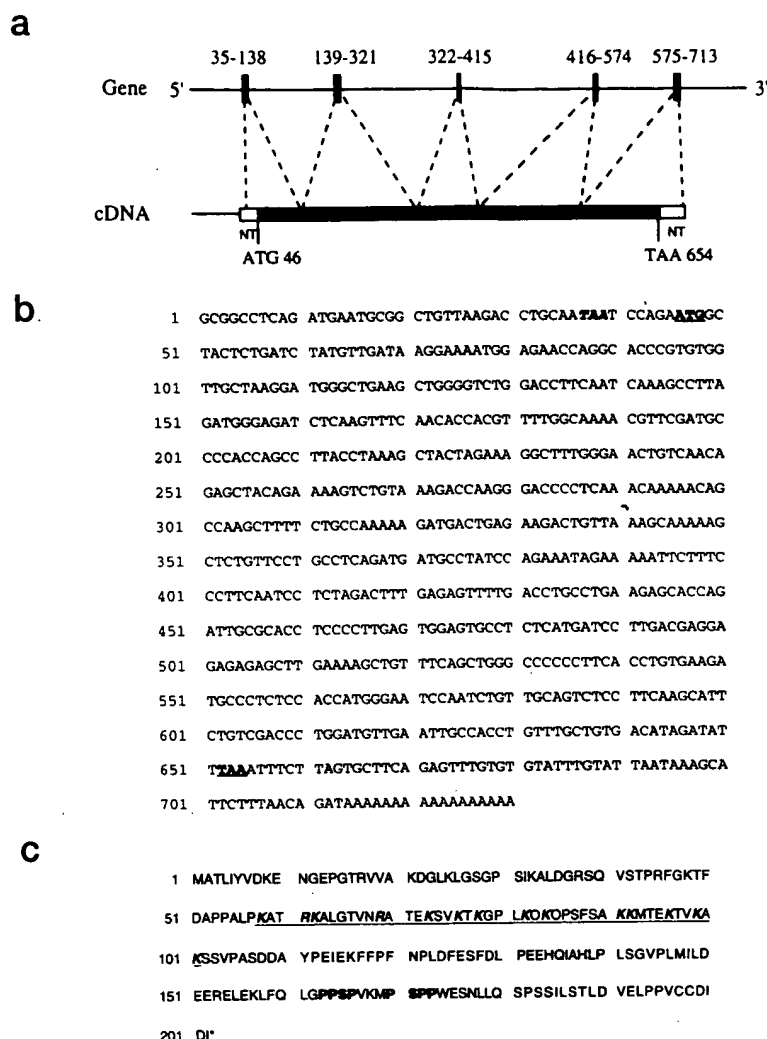 a
35-138 139-321 322-415 416-574 575-713
Gene 5' 3'
cDNA
NT NT
ATG 46 TAA 654
b
1 GCGGCCTCAG ATGAATGCGG CTGTTAAGAC CTGCAATAAT CCAGAATGGC
51 TACTCTGATC TATGTTGATA AGGAAAATGG AGAACCAGGC ACCCGTGTGG
101 TTGCTAAGGA TGGGCTGAAG CTGGGGTCTG GACCTTCAAT CAAAGCCTTA
151 GATGGGAGAT CTCAAGTTTC AACACCACGT TTTGGCAAAA CGTTCGATGC
201 CCCACCAGCC TTACCTAAAG CTACTAGAAA GGCTTTGGGA ACTGTCAACA
251 GAGCTACAGA AAAGTCTGTA AAGACCAAGG GACCCCTCAA ACAAAAACAG
301 CCAAGCTTTT CTGCCAAAAA GATGACTGAG AAGACTGTTA AAGCAAAAAG
351 CTCTGTTCCT GCCTCAGATG ATGCCTATCC AGAAATAGAA AAATTCTTTC
401 CCTTCAATCC TCTAGACTTT GAGAGTTTTG ACCTGCCTGA AGAGCACCAG
451 ATTGCGCACC TCCCCTTGAG TGGAGTGCCT CTCATGATCC TTGACGAGGA
501 GAGAGAGCTT GAAAAGCTGT TTCAGCTGGG CCCCCCTTCA CCTGTGAAGA
551 TGCCCTCTCC ACCATGGGAA TCCAATCTGT TGCAGTCTCC TTCAAGCATT
601 CTGTCGACCC TGGATGTTGA ATTGCCACCT GTTTGCTGTG ACATAGATAT
651 TTAAATTTCT TAGTGCTTCA GAGTTTGTGT GTATTTGTAT TAATAAAGCA
701 TTCTTTAACA GATAAAAAAA AAAAAAAAAA
c
1 MATLIYVDKE NGEPGTRVVA KDGLKLGSGP SIKALDGRSQ VSTPRFGKTF
51 DAPPALPKAT RKALGTVNRA TEKSVKTKGP LKQKQPSFSA KKMTEKTVKA
101 KSSVPASDDA YPEIEKFFPF NPLDFESFDL PEEHQIAHLP LSGVPLMILD
151 EERELEKLFQ LGPPSPVKMP SPPWESNLLQ SPSSILSTLD VELPPVCCDI
201 DI*